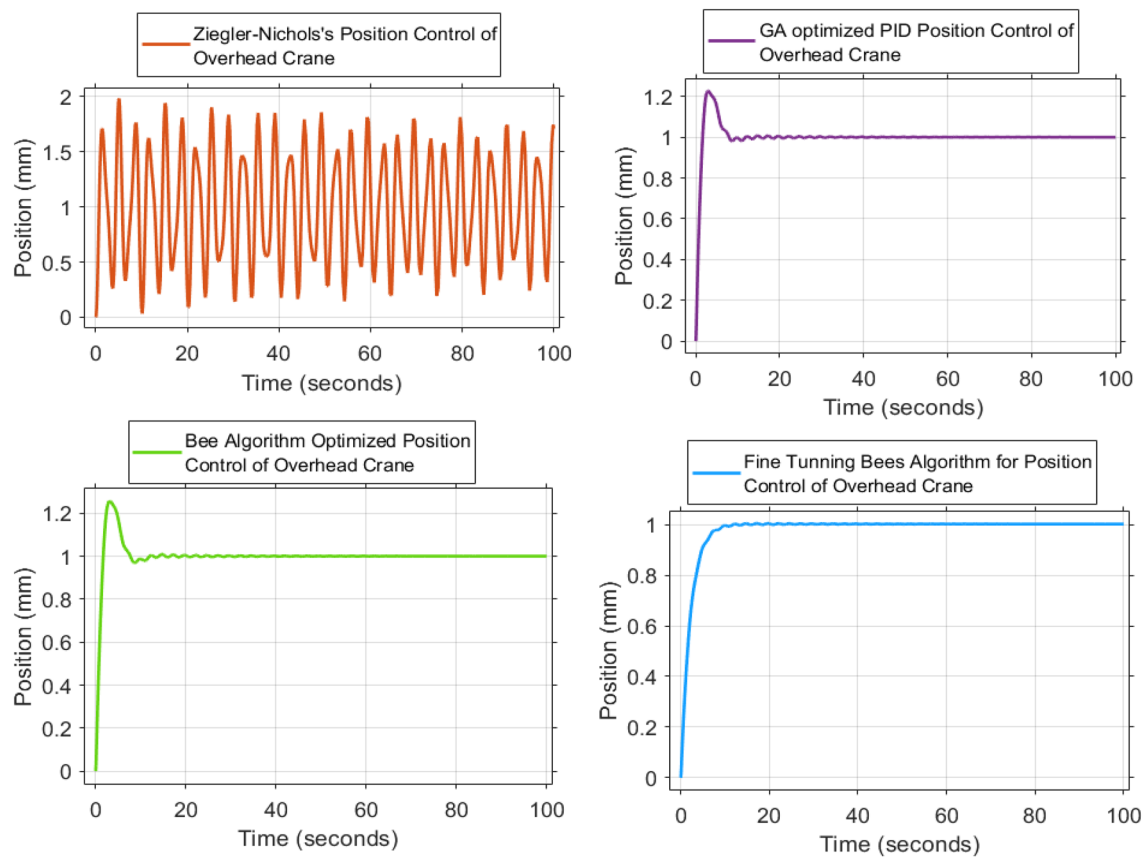 Ziegler-Nichols's Position Control of
Overhead Crane
Position (mm)
2
1.5
1
0.5
0
0 20 40 60 80 100
Time (seconds)
GA optimized PID Position Control of
Overhead Crane
Position (mm)
1.2
1
0.8
0.6
0.4
0.2
0
0 20 40 60 80 100
Time (seconds)
Bee Algorithm Optimized Position
Control of Overhead Crane
Position (mm)
1.2
1
0.8
0.6
0.4
0.2
0
0 20 40 60 80 100
Time (seconds)
Fine Tunning Bees Algorithm for Position
Control of Overhead Crane
Position (mm)
1
0.8
0.6
0.4
0.2
0
0 20 40 60 80 100
Time (seconds)